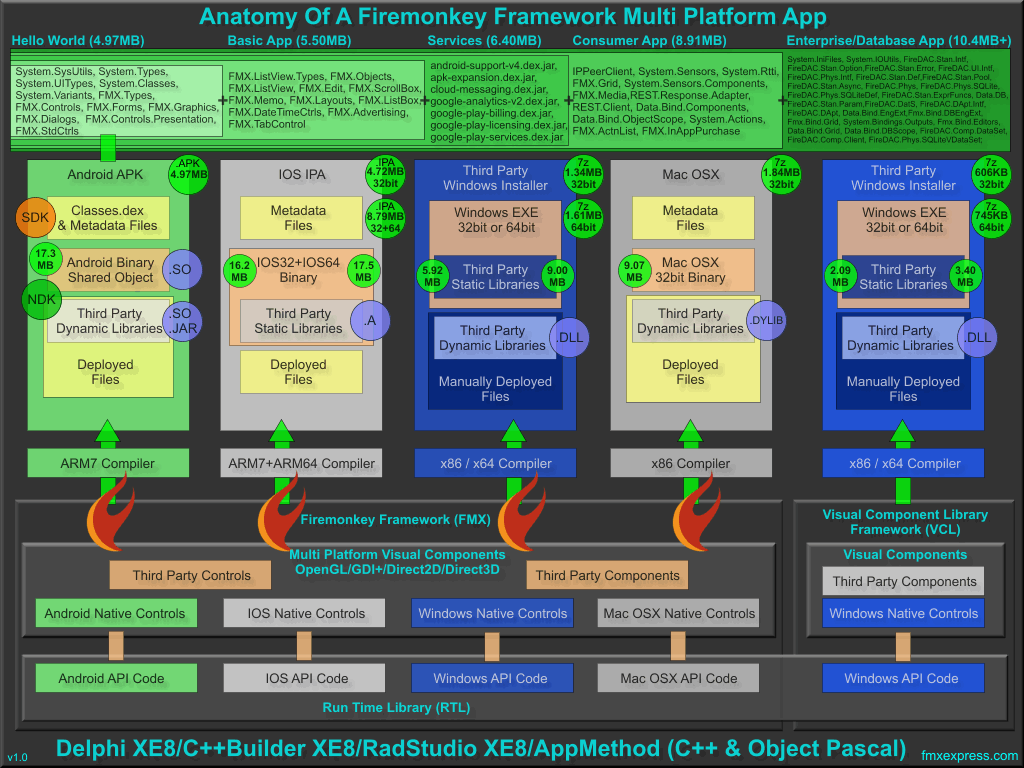 Anatomy Of A Firemonkey Framework Multi Platform App
Hello World (4.97MB)
Basic App (5.50MB)
Services (6.40MB)
Consumer App (8.91MB)
Enterprise/Database App (10.4MB+)
System.SysUtils, System.Types,
System.UITypes, System.Classes,
System.Variants, FMX.Types,
FMX.Controls, FMX.Forms, FMX.Graphics,
FMX.Dialogs, FMX.Controls.Presentation,
FMX.StdCtrls
+
FMX.ListView.Types, FMX.Objects,
FMX.ListView, FMX.Edit, FMX.ScrollBox,
FMX.Memo, FMX.Layouts, FMX.ListBox,
FMX.DateTimeCtrls, FMX.Advertising,
FMX.TabControl
+
android-support-v4.dex.jar,
apk-expansion.dex.jar,
cloud-messaging.dex.jar,
google-analytics-v2.dex.jar,
google-play-billing.dex.jar,
google-play-licensing.dex.jar,
google-play-services.dex.jar
+
IPPeerClient, System.Sensors, System.Rtti,
FMX.Grid, System.Sensors.Components,
FMX.Media,REST.Response.Adapter,
REST.Client, Data.Bind.Components,
Data.Bind.ObjectScope, System.Actions,
FMX.ActnList, FMX.InAppPurchase
+
System.IniFiles, System.IOUtils, FireDAC.Stan.Intf,
FireDAC.Stan.Option,FireDAC.Stan.Error, FireDAC.UI.Intf,
FireDAC.Phys.Intf, FireDAC.Stan.Def,FireDAC.Stan.Pool,
FireDAC.Stan.Async, FireDAC.Phys, FireDAC.Phys.SQLite,
FireDAC.Phys.SQLiteDef, FireDAC.Stan.ExprFuncs, Data.DB,
FireDAC.Stan.Param,FireDAC.DatS, FireDAC.DApt.Intf,
FireDAC.DApt, Data.Bind.EngExt,Fmx.Bind.DBEngExt,
Fmx.Bind.Grid, System.Bindings.Outputs, Fmx.Bind.Editors,
Data.Bind.Grid, Data.Bind.DBScope, FireDAC.Comp.DataSet,
FireDAC.Comp.Client, FireDAC.Phys.SQLiteVDataSet;
Android APK
.APK
4.97MB
SDK
Classes.dex
& Metadata Files
17.3
MB
Android Binary
Shared Object
.SO
NDK
Third Party
Dynamic Libraries
.SO
.JAR
Deployed
Files
ARM7 Compiler
IOS IPA
.IPA
4.72MB
32bit
.IPA
8.79MB
32+64
Metadata
Files
16.2
MB
IOS32+IOS64
Binary
17.5
MB
Third Party
Static Libraries
.A
Deployed
Files
ARM7+ARM64 Compiler
Third Party
Windows Installer
7z
1.34MB
32bit
7z
1.61MB
64bit
Windows EXE
32bit or 64bit
5.92
MB
Third Party
Static Libraries
9.00
MB
Third Party
Dynamic Libraries
.DLL
Manually Deployed
Files
x86 / x64 Compiler
Mac OSX
7z
1.84MB
32bit
Metadata
Files
9.07
MB
Mac OSX
32bit Binary
Third Party
Dynamic Libraries
.DYLIB
Deployed
Files
x86 Compiler
Third Party
Windows Installer
7z
606KB
32bit
7z
745KB
64bit
Windows EXE
32bit or 64bit
2.09
MB
Third Party
Static Libraries
3.40
MB
Third Party
Dynamic Libraries
.DLL
Manually Deployed
Files
x86 / x64 Compiler
Firemonkey Framework (FMX)
Multi Platform Visual Components
OpenGL/GDI+/Direct2D/Direct3D
Third Party Controls
Third Party Components
Android Native Controls
IOS Native Controls
Windows Native Controls
Mac OSX Native Controls
Visual Component Library
Framework (VCL)
Visual Components
Third Party Components
Windows Native Controls
Android API Code
IOS API Code
Windows API Code
Mac OSX API Code
Windows API Code
Run Time Library (RTL)
Delphi XE8/C++Builder XE8/RadStudio XE8/AppMethod (C++ & Object Pascal)
v1.0
fmxexpress.com